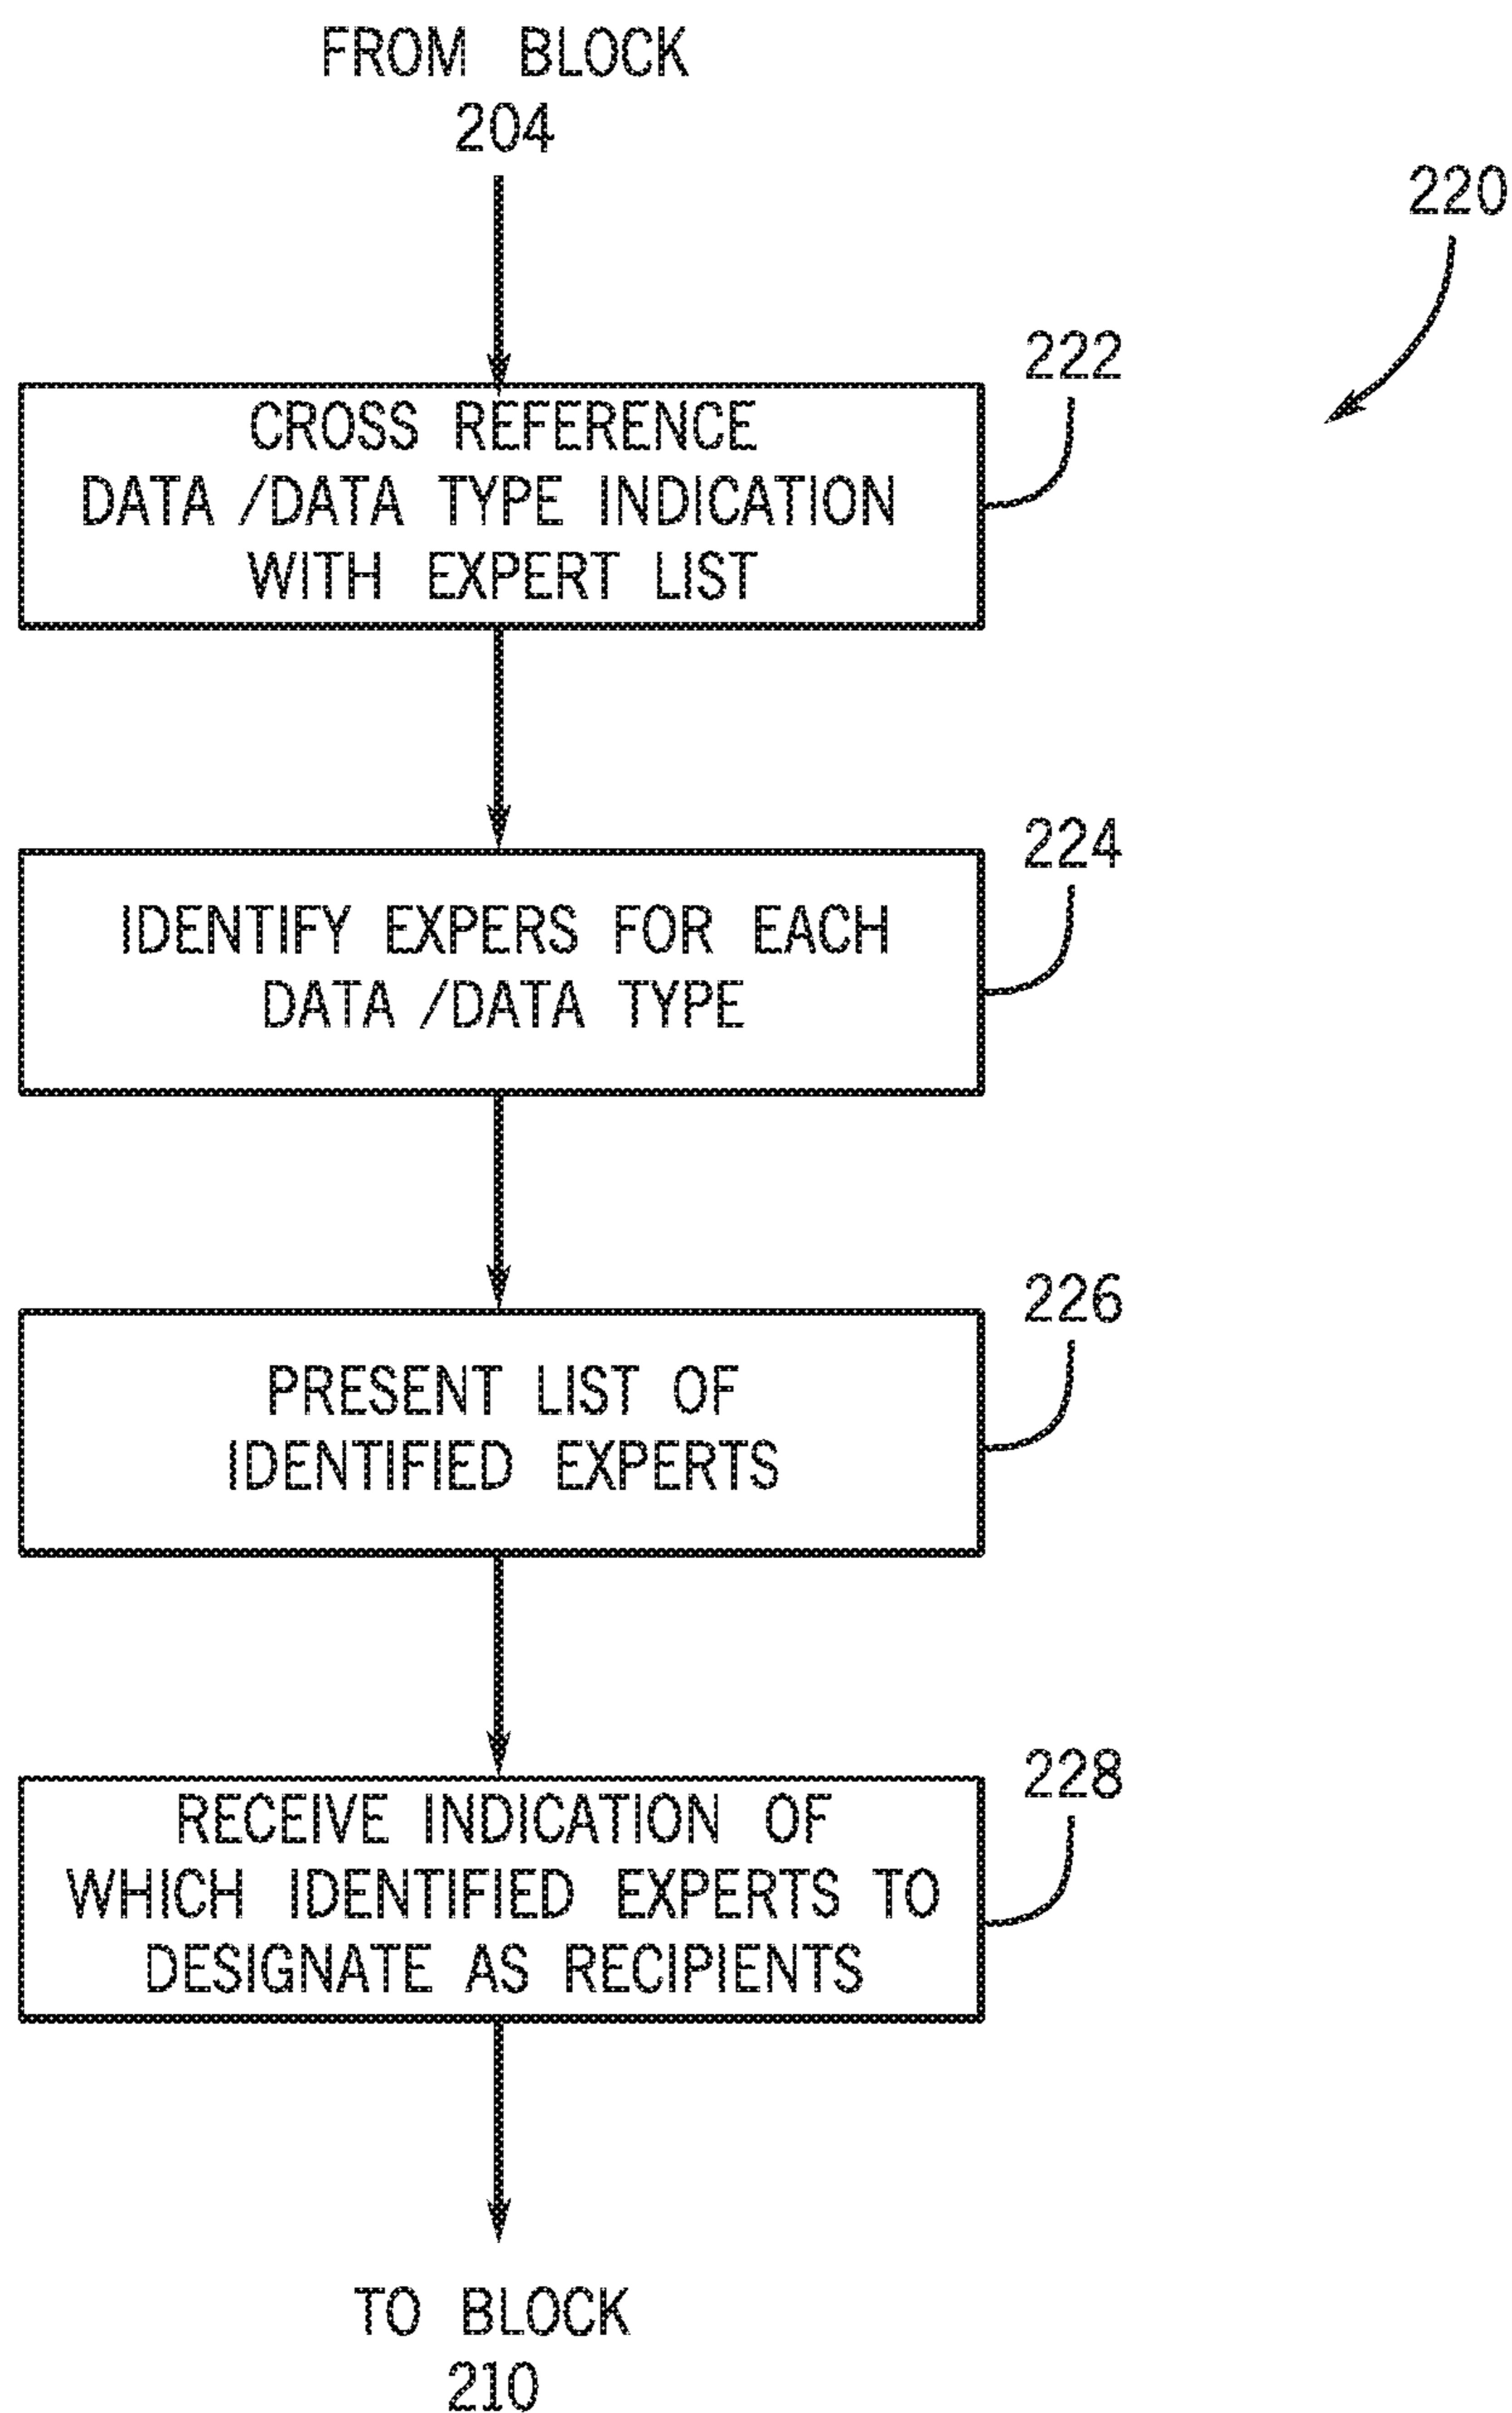 FROM BLOCK
204
220
222
CROSS REFERENCE
DATA /DATA TYPE INDICATION
WITH EXPERT LIST
224
IDENTIFY EXPERS FOR EACH
DATA /DATA TYPE
226
PRESENT LIST OF
IDENTIFIED EXPERTS
228
RECEIVE INDICATION OF
WHICH IDENTIFIED EXPERTS TO
DESIGNATE AS RECIPIENTS
TO BLOCK
210